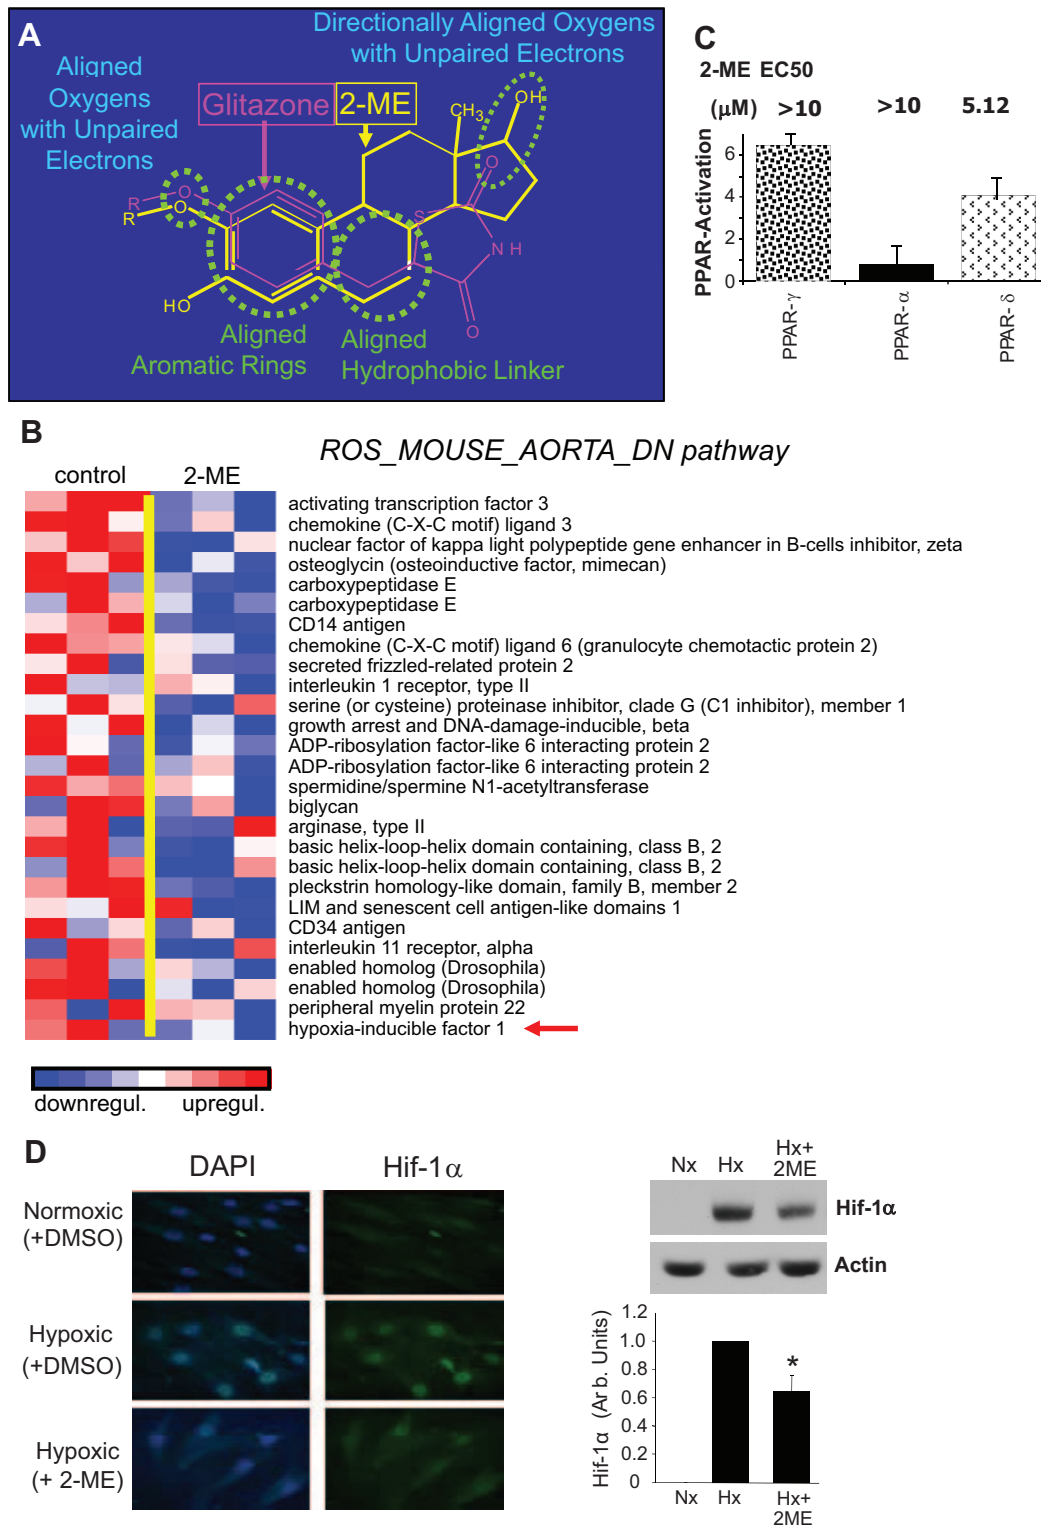 A
Directionally Aligned Oxygens
with Unpaired Electrons
Aligned
Oxygens
with Unpaired
Electrons
Glitazone
2-ME
CH3
OH
O
O
R
O
R
S
N H
O
HO
Aligned
Aromatic Rings
Aligned
Hydrophobic Linker
C
2-ME EC50
(µM) >10 >10 5.12
PPAR-Activation
6
4
2
0
PPAR-γ
PPAR-α
PPAR-δ
B
ROS_MOUSE_AORTA_DN pathway
control 2-ME
activating transcription factor 3
chemokine (C-X-C motif) ligand 3
nuclear factor of kappa light polypeptide gene enhancer in B-cells inhibitor, zeta
osteoglycin (osteoinductive factor, mimecan)
carboxypeptidase E
carboxypeptidase E
CD14 antigen
chemokine (C-X-C motif) ligand 6 (granulocyte chemotactic protein 2)
secreted frizzled-related protein 2
interleukin 1 receptor, type II
serine (or cysteine) proteinase inhibitor, clade G (C1 inhibitor), member 1
growth arrest and DNA-damage-inducible, beta
ADP-ribosylation factor-like 6 interacting protein 2
ADP-ribosylation factor-like 6 interacting protein 2
spermidine/spermine N1-acetyltransferase
biglycan
arginase, type II
basic helix-loop-helix domain containing, class B, 2
basic helix-loop-helix domain containing, class B, 2
pleckstrin homology-like domain, family B, member 2
LIM and senescent cell antigen-like domains 1
CD34 antigen
interleukin 11 receptor, alpha
enabled homolog (Drosophila)
enabled homolog (Drosophila)
peripheral myelin protein 22
hypoxia-inducible factor 1
downregul. upregul.
D
DAPI Hif-1α
Normoxic
(+DMSO)
Hypoxic
(+DMSO)
Hypoxic
(+ 2-ME)
Nx Hx Hx+
2ME
Hif-1α
Actin
Hif-1α (Arb. Units)
1.2
1.0
0.8
0.6
0.4
0.2
0
*
Nx Hx Hx+
2ME